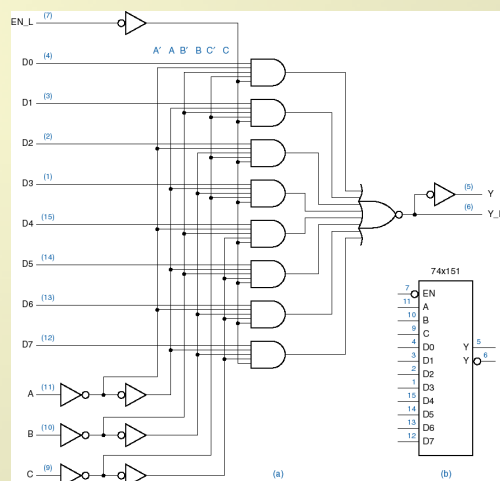 EN_L (7)
D0 (4)
A' A B' B C' C
D1 (3)
D2 (2)
D3 (1)
D4 (15)
D5 (14)
D6 (13)
D7 (12)
A (11)
B (10)
C (9)
(5) Y
(6) Y_L
(a)
74x151
7 EN
11 A
10 B
9 C
4 D0 Y 5
3 D1 Y 6
2 D2
1 D3
15 D4
14 D5
13 D6
12 D7
(b)